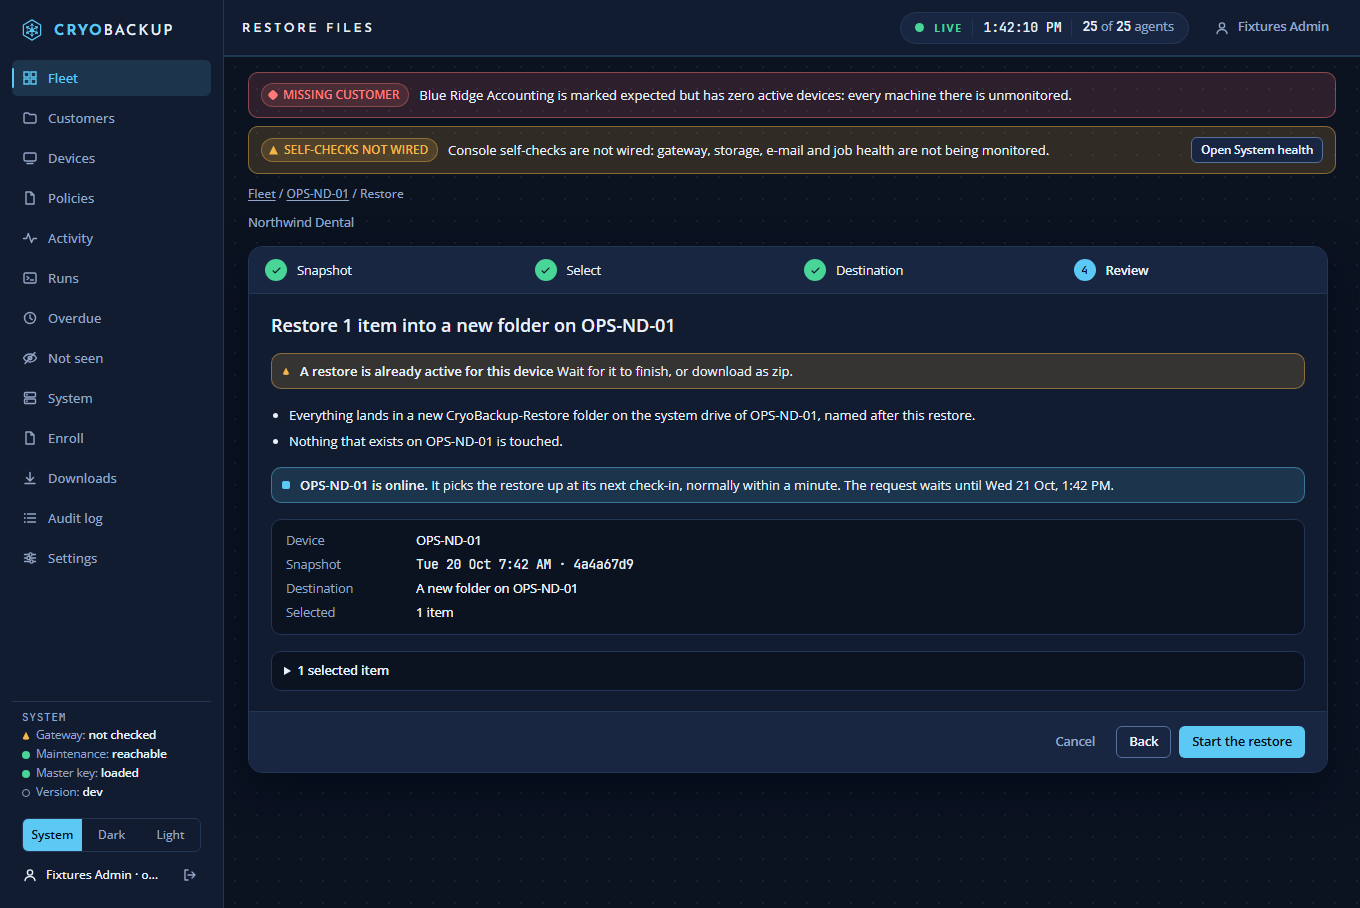 CRYOBACKUP
RESTORE FILES
LIVE 1:42:10 PM 25 of 25 agents
Fixtures Admin
Fleet
Customers
Devices
Policies
Activity
Runs
Overdue
Not seen
System
Enroll
Downloads
Audit log
Settings
SYSTEM
Gateway: not checked
Maintenance: reachable
Master key: loaded
Version: dev
System Dark Light
Fixtures Admin · o...
MISSING CUSTOMER Blue Ridge Accounting is marked expected but has zero active devices: every machine there is unmonitored.
SELF-CHECKS NOT WIRED Console self-checks are not wired: gateway, storage, e-mail and job health are not being monitored. Open System health
Fleet / OPS-ND-01 / Restore
Northwind Dental
Snapshot Select Destination 4 Review
Restore 1 item into a new folder on OPS-ND-01
A restore is already active for this device Wait for it to finish, or download as zip.
• Everything lands in a new CryoBackup-Restore folder on the system drive of OPS-ND-01, named after this restore.
• Nothing that exists on OPS-ND-01 is touched.
OPS-ND-01 is online. It picks the restore up at its next check-in, normally within a minute. The request waits until Wed 21 Oct, 1:42 PM.
Device OPS-ND-01
Snapshot Tue 20 Oct 7:42 AM · 4a4a67d9
Destination A new folder on OPS-ND-01
Selected 1 item
1 selected item
Cancel Back Start the restore